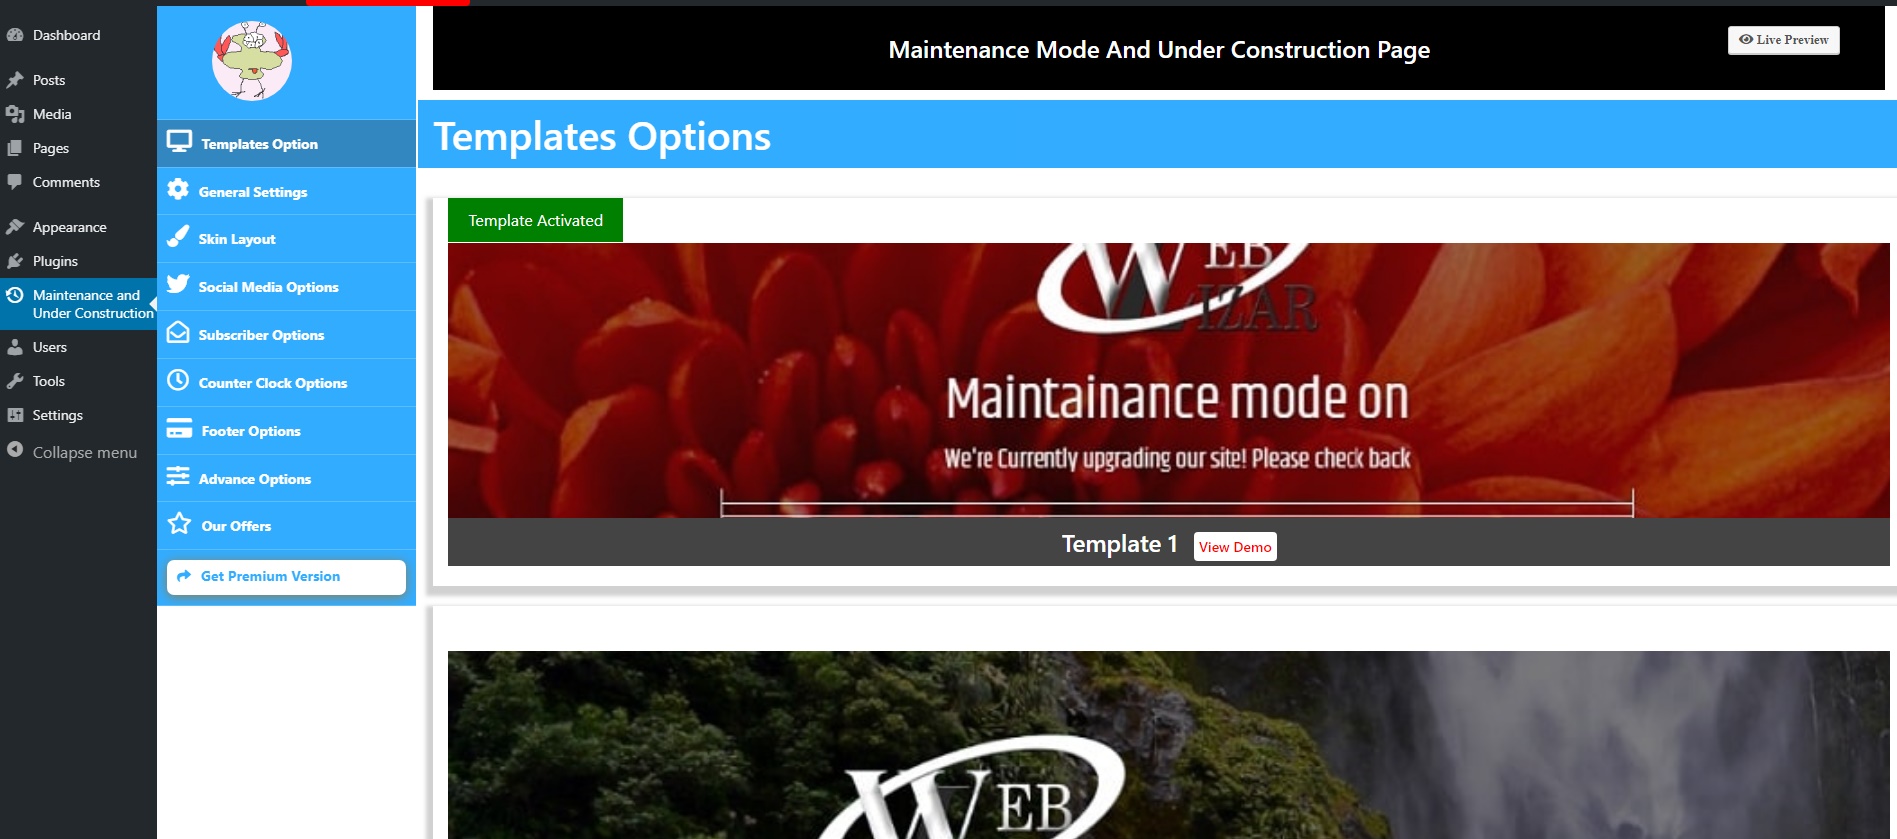 Dashboard
Posts
Media
Pages
Comments
Appearance
Plugins
Maintenance and
Under Construction
Users
Tools
Settings
Collapse menu
Templates Option
General Settings
Skin Layout
Social Media Options
Subscriber Options
Counter Clock Options
Footer Options
Advance Options
Our Offers
Get Premium Version
Maintenance Mode And Under Construction Page
Live Preview
Templates Options
Template Activated
WEB
WIZAR
Maintainance mode on
We're Currently upgrading our site! Please check back
Template 1
View Demo
WEB